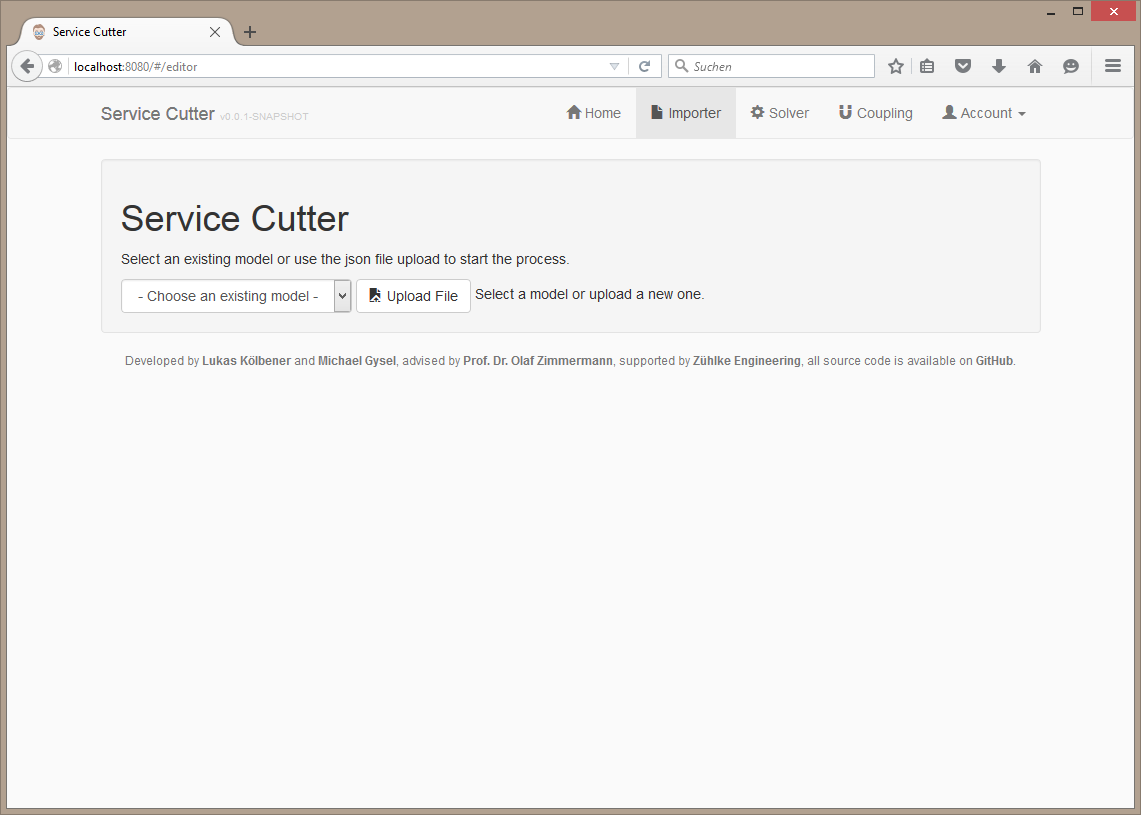 Service Cutter
localhost:8080/#/editor
Suchen
Service Cutter v0.0.1-SNAPSHOT
Home
Importer
Solver
Coupling
Account
Service Cutter
Select an existing model or use the json file upload to start the process.
- Choose an existing model -
Upload File
Select a model or upload a new one.
Developed by Lukas Kölbener and Michael Gysel, advised by Prof. Dr. Olaf Zimmermann, supported by Zühlke Engineering, all source code is available on GitHub.